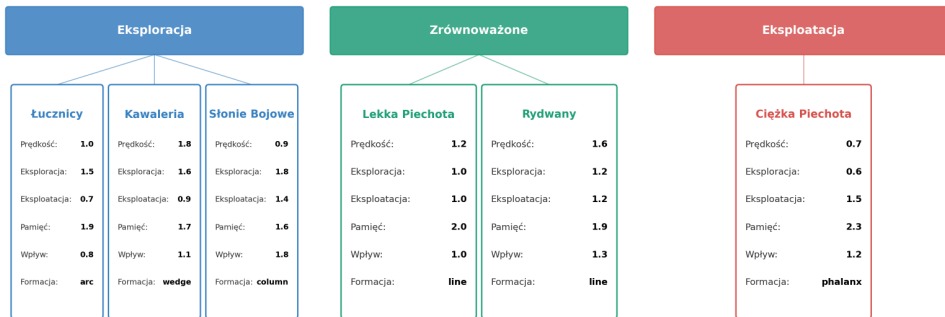 Eksploracja
Zrównoważone
Eksploatacja
Łucznicy
Prędkość: 1.0
Eksploracja: 1.5
Eksploatacja: 0.7
Pamięć: 1.9
Wpływ: 0.8
Formacja: arc
Kawaleria
Prędkość: 1.8
Eksploracja: 1.6
Eksploatacja: 0.9
Pamięć: 1.7
Wpływ: 1.1
Formacja: wedge
Słonie Bojowe
Prędkość: 0.9
Eksploracja: 1.8
Eksploatacja: 1.4
Pamięć: 1.6
Wpływ: 1.8
Formacja: column
Lekka Piechota
Prędkość: 1.2
Eksploracja: 1.0
Eksploatacja: 1.0
Pamięć: 2.0
Wpływ: 1.0
Formacja: line
Rydwany
Prędkość: 1.6
Eksploracja: 1.2
Eksploatacja: 1.2
Pamięć: 1.9
Wpływ: 1.3
Formacja: line
Ciężka Piechota
Prędkość: 0.7
Eksploracja: 0.6
Eksploatacja: 1.5
Pamięć: 2.3
Wpływ: 1.2
Formacja: phalanx